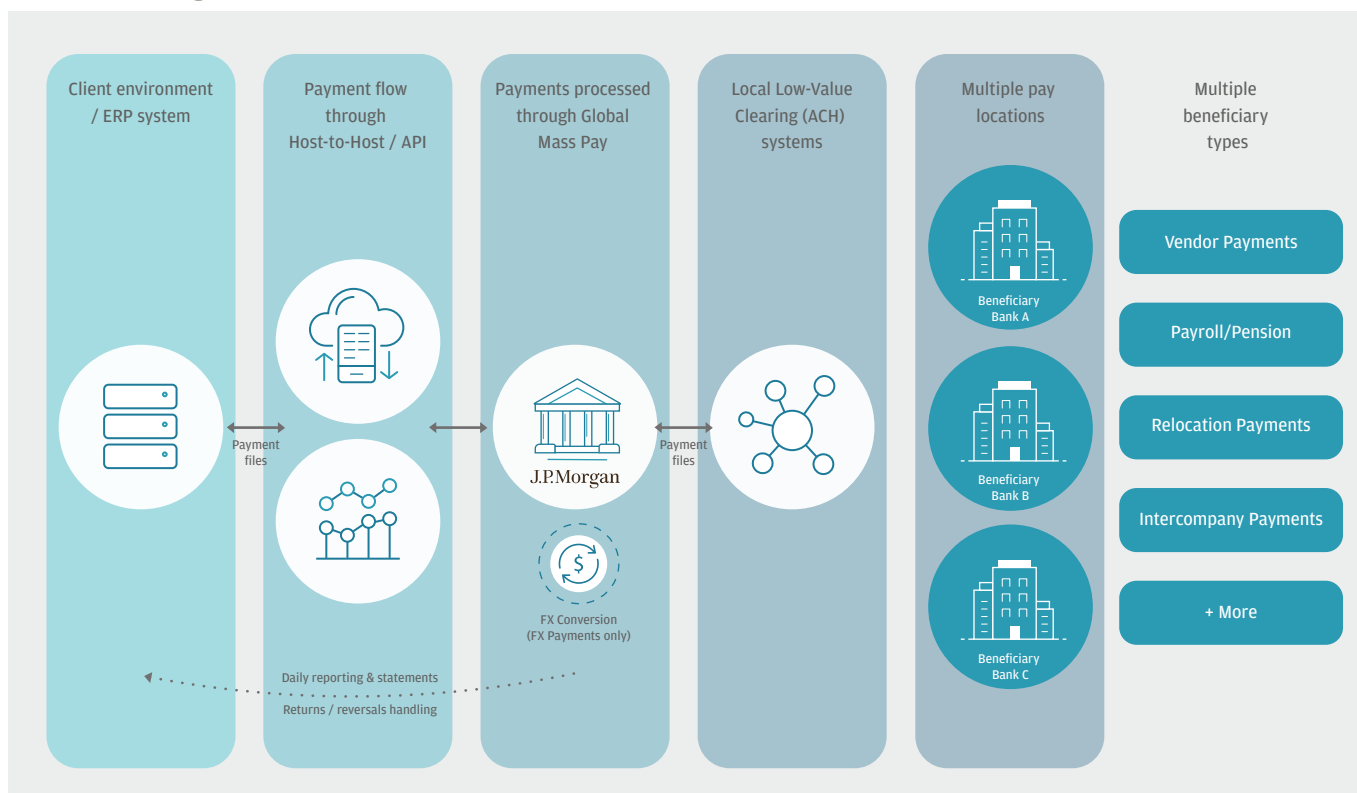 Client environment
/ ERP system
Payment flow
through
Host-to-Host / API
Payments processed
through Global
Mass Pay
Local Low-Value
Clearing (ACH)
systems
Multiple pay
locations
Multiple
beneficiary
types
Payment
files
J.P.Morgan
$
FX Conversion
(FX Payments only)
Payment
files
Beneficiary
Bank A
Beneficiary
Bank B
Beneficiary
Bank C
Vendor Payments
Payroll/Pension
Relocation Payments
Intercompany Payments
+ More
Daily reporting & statements
Returns / reversals handling